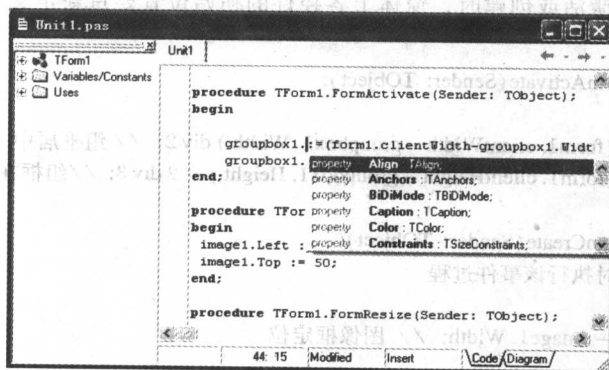 Unit1.pas
TForm1
Variables/Constants
Uses
Unit1
procedure TForm1.FormActivate(Sender: TObject);
begin
groupbox1.:=(form1.clientWidth-groupbox1.Widt
groupbox1.
property Align : TAlign;
property Anchors : TAnchors;
property BiDiMode : TBiDiMode;
property Caption : TCaption;
property Color : TColor;
property Constraints : TSizeConstraints;
end;
procedure TFor
begin
image1.Left :
image1.Top := 50;
end;
procedure TForm1.FormResize(Sender: TObject);
44: 15 Modified Insert Code Diagram